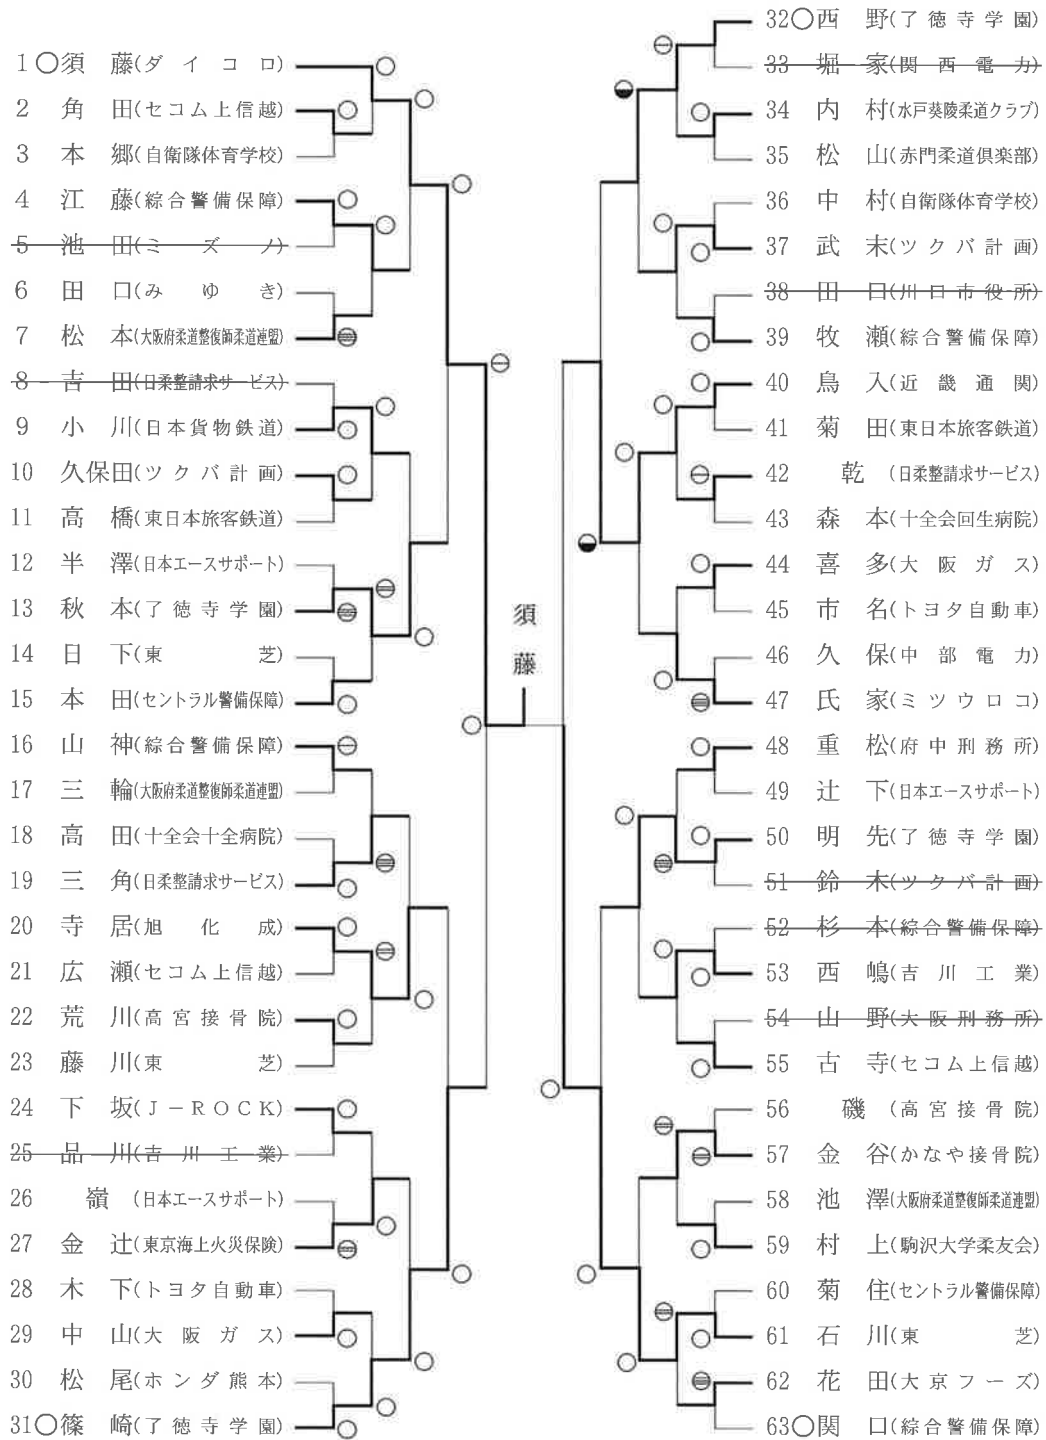 1〇須藤(ダイコロ)
2 角田(セコム上信越)
3 本郷(自衛隊体育学校)
4 江藤(綜合警備保障)
5 池田(ミズノ)
6 田口(みゆき)
7 松本(大阪府柔道整復師柔道連盟)
8 吉田(日柔整請求サービス)
9 小川(日本貨物鉄道)
10 久保田(ツクバ計画)
11 高橋(東日本旅客鉄道)
12 半澤(日本エースサポート)
13 秋本(了徳寺学園)
14 日下(東芝)
15 本田(セントラル警備保障)
16 山神(綜合警備保障)
17 三輪(大阪府柔道整復師柔道連盟)
18 高田(十全会十全病院)
19 三角(日柔整請求サービス)
20 寺居(旭化成)
21 広瀬(セコム上信越)
22 荒川(高宮接骨院)
23 藤川(東芝)
24 下坂(J-ROCK)
25 品川(吉川工業)
26 嶺(日本エースサポート)
27 金辻(東京海上火災保険)
28 木下(トヨタ自動車)
29 中山(大阪ガス)
30 松尾(ホンダ熊本)
31〇篠崎(了徳寺学園)
須藤
32〇西野(了徳寺学園)
33 堀家(関西電力)
34 内村(水戸葵陵柔道クラブ)
35 松山(赤門柔道倶楽部)
36 中村(自衛隊体育学校)
37 武末(ツクバ計画)
38 田口(川口市役所)
39 牧瀬(綜合警備保障)
40 鳥入(近畿通関)
41 菊田(東日本旅客鉄道)
42 乾(日柔整請求サービス)
43 森本(十全会回生病院)
44 喜多(大阪ガス)
45 市名(トヨタ自動車)
46 久保(中部電力)
47 氏家(ミツウロコ)
48 重松(府中刑務所)
49 辻下(日本エースサポート)
50 明先(了徳寺学園)
51 鈴木(ツクバ計画)
52 杉本(綜合警備保障)
53 西嶋(吉川工業)
54 山野(大阪刑務所)
55 古寺(セコム上信越)
56 磯(高宮接骨院)
57 金谷(かなや接骨院)
58 池澤(大阪府柔道整復師柔道連盟)
59 村上(駒沢大学柔友会)
60 菊住(セントラル警備保障)
61 石川(東芝)
62 花田(大京フーズ)
63〇関口(綜合警備保障)